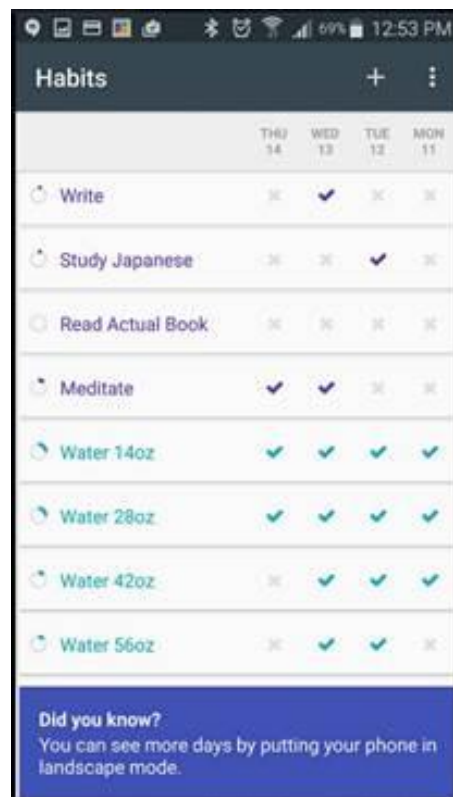 69% 12:53 PM
Habits
THU WED TUE MON
14 13 12 11
Write
Study Japanese
Read Actual Book
Meditate
Water 14oz
Water 28oz
Water 42oz
Water 56oz
Did you know?
You can see more days by putting your phone in
landscape mode.